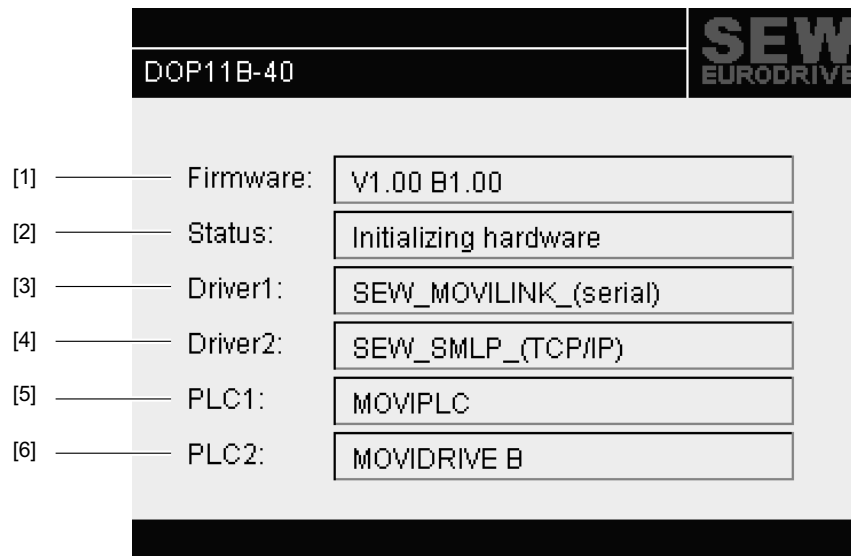 SEW
EURODRIVE
DOP11B-40
[1] Firmware: V1.00 B1.00
[2] Status: Initializing hardware
[3] Driver1: SEW_MOVILINK_(serial)
[4] Driver2: SEW_SMLP_(TCP/IP)
[5] PLC1: MOVIPLC
[6] PLC2: MOVIDRIVE B